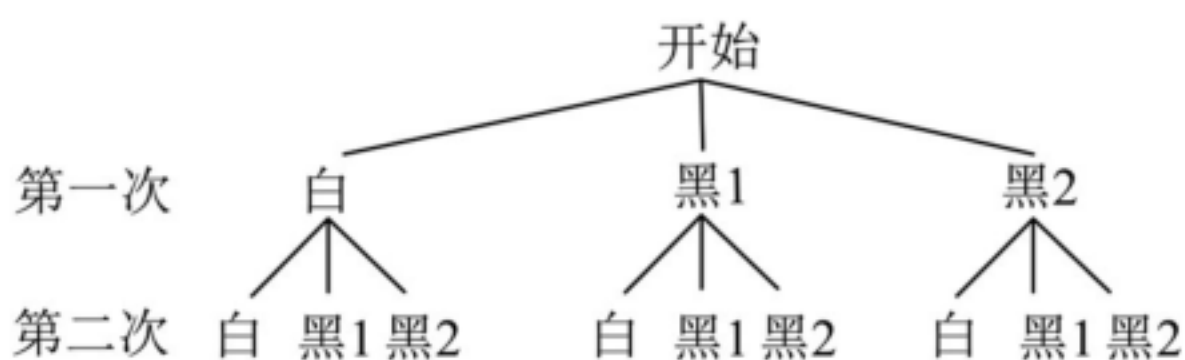 开始
第一次 白 黑1 黑2
第二次 白 黑1 黑2 白 黑1 黑2 白 黑1 黑2